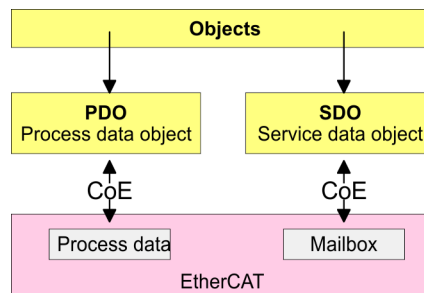 Objects
PDO
Process data object
SDO
Service data object
CoE
CoE
Process data
Mailbox
EtherCAT